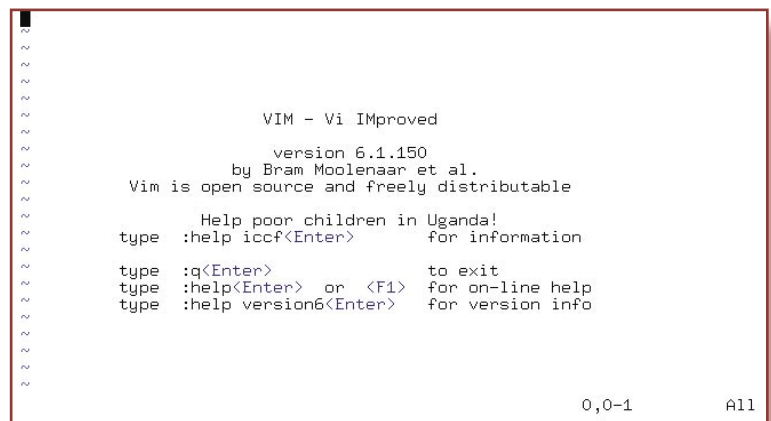 ~
~
~
~
~
VIM - Vi IMproved
~
~
version 6.1.150
~ by Bram Moolenaar et al.
~ Vim is open source and freely distributable
~
~ Help poor children in Uganda!
~ type :help iccf<Enter> for information
~
~ type :q<Enter> to exit
~ type :help<Enter> or <F1> for on-line help
~ type :help version6<Enter> for version info
~
~
~
~
~
0,0-1 All